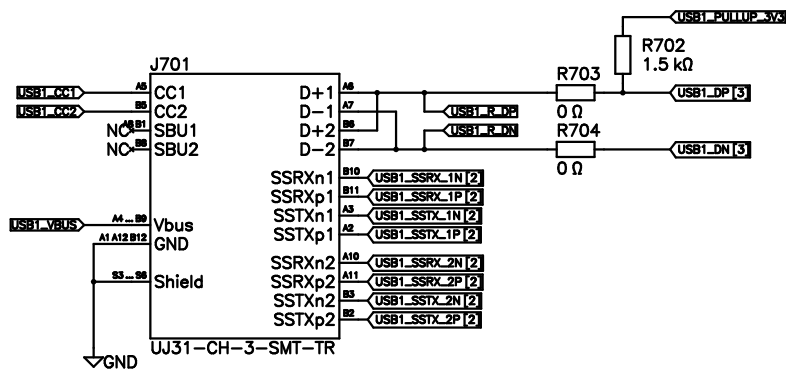 USB1_PULLUP_3V3
J701
R702
1.5 kΩ
R703
USB1_CC1 A5 CC1 D+1 A6 USB1_DP [3]
0 Ω
USB1_CC2 B5 CC2 D-1 A7 USB1_R_DP
NC SBU1 D+2 B6 USB1_R_DN
R704
NC B8 SBU2 D-2 B7 USB1_DN [3]
0 Ω
SSRXn1 B10 USB1_SSRX_1N [2]
SSRXp1 B11 USB1_SSRX_1P [2]
SSTXn1 A3 USB1_SSTX_1N [2]
USB1_VBUS A4 ... B9 Vbus
SSTXp1 A2 USB1_SSTX_1P [2]
A1 A12 B12 GND
SSRXn2 A10 USB1_SSRX_2N [2]
S3 ... S6 Shield SSRXp2 A11 USB1_SSRX_2P [2]
SSTXn2 B3 USB1_SSTX_2N [2]
SSTXp2 B2 USB1_SSTX_2P [2]
UJ31-CH-3-SMT-TR
GND